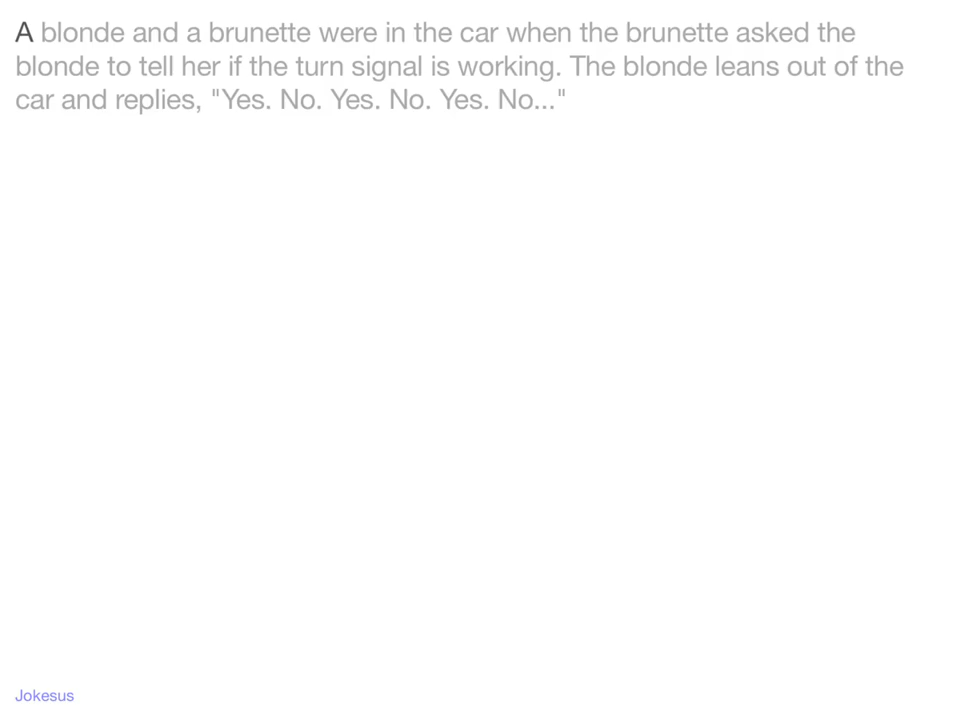 A blonde and a brunette were in the car when the brunette asked the
blonde to tell her if the turn signal is working. The blonde leans out of the
car and replies, "Yes. No. Yes. No. Yes. No..."
Jokesus